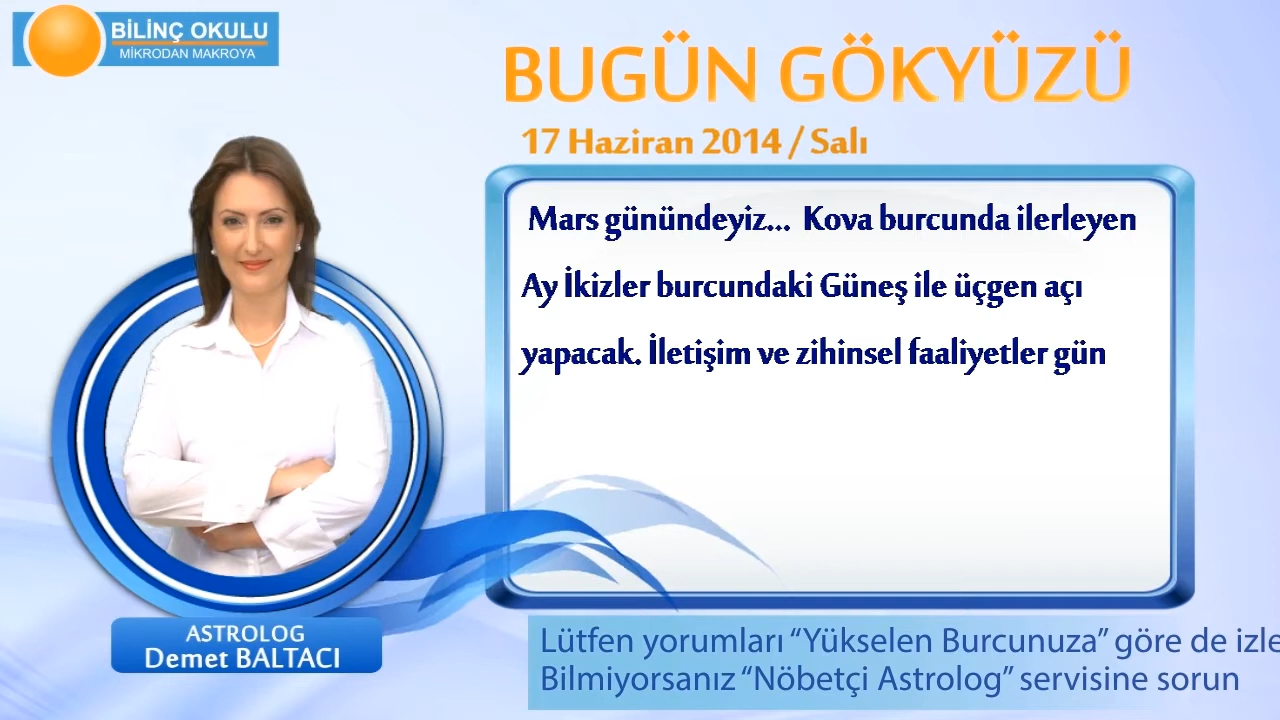 BİLİNÇ OKULU
MİKRODAN MAKROYA
BUGÜN GÖKYÜZÜ
17 Haziran 2014 / Salı
Mars günündeyiz... Kova burcunda ilerleyen
Ay İkizler burcundaki Güneş ile üçgen açı
yapacak. İletişim ve zihinsel faaliyetler gün
ASTROLOG
Demet BALTACI
Lütfen yorumları “Yükselen Burcunuza” göre de izle
Bilmiyorsanız “Nöbetçi Astrolog” servisine sorun